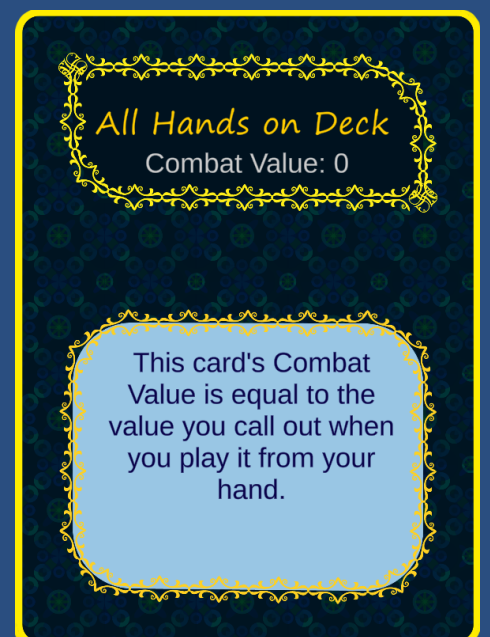 All Hands on Deck
Combat Value: 0
This card's Combat
Value is equal to the
value you call out when
you play it from your
hand.